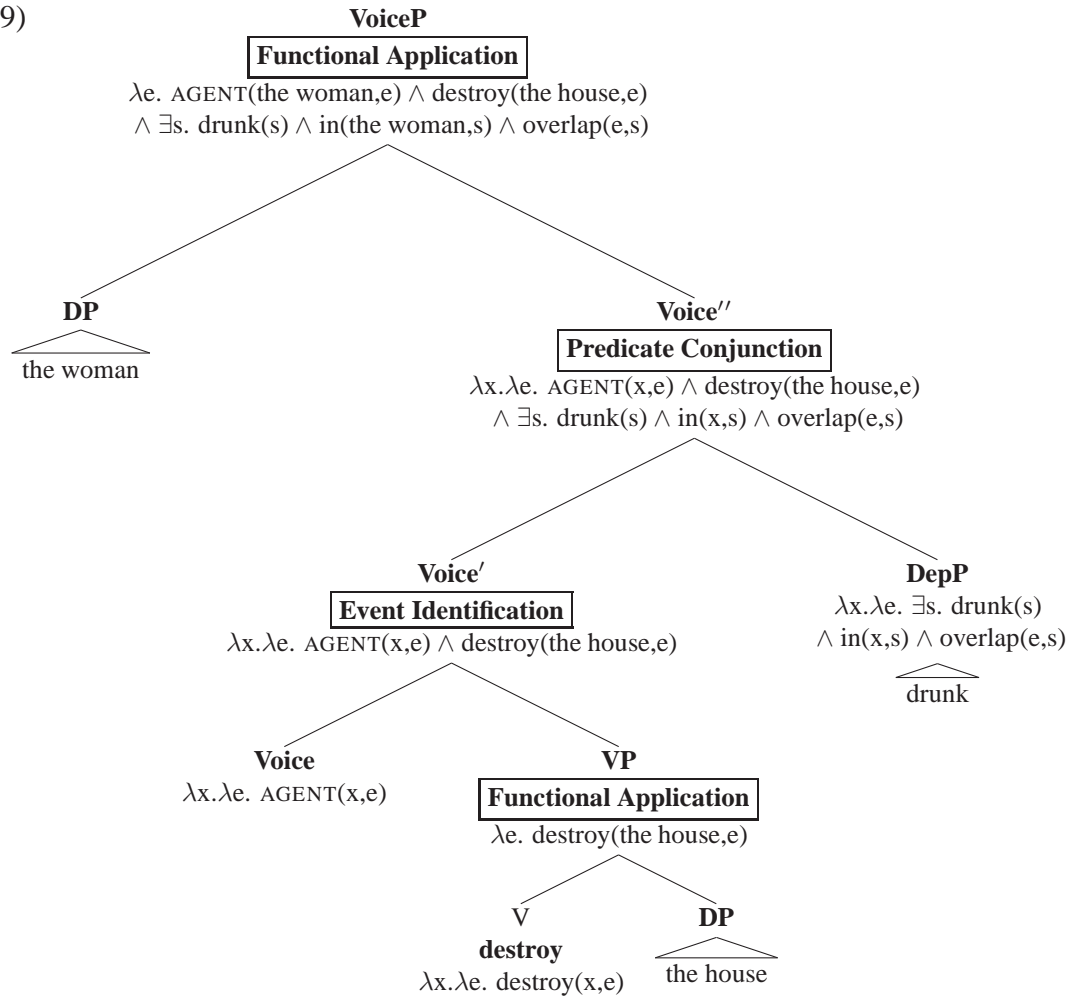 9)
VoiceP
Functional Application
λe. AGENT(the woman,e) ∧ destroy(the house,e)
∧ ∃s. drunk(s) ∧ in(the woman,s) ∧ overlap(e,s)
DP
the woman
Voice′′
Predicate Conjunction
λx.λe. AGENT(x,e) ∧ destroy(the house,e)
∧ ∃s. drunk(s) ∧ in(x,s) ∧ overlap(e,s)
Voice′
Event Identification
λx.λe. AGENT(x,e) ∧ destroy(the house,e)
DepP
λx.λe. ∃s. drunk(s)
∧ in(x,s) ∧ overlap(e,s)
drunk
Voice
λx.λe. AGENT(x,e)
VP
Functional Application
λe. destroy(the house,e)
V
destroy
λx.λe. destroy(x,e)
DP
the house